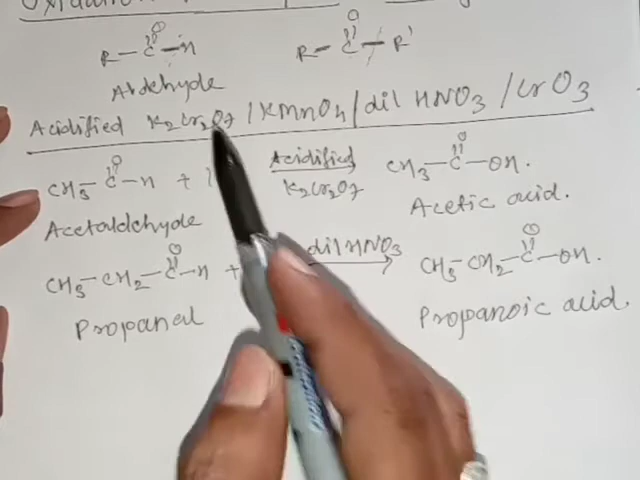 R-C-H R-C-R'
O O
Aldehyde
Acidified K2Cr2O7 / KMnO4 / dil HNO3 / CrO3
O Acidified O
CH3-C-H + K2Cr2O7 CH3-C-OH.
Acetaldehyde Acetic acid.
O dil HNO3 O
CH3-CH2-C-H + CH3-CH2-C-OH.
Propanal Propanoic acid.